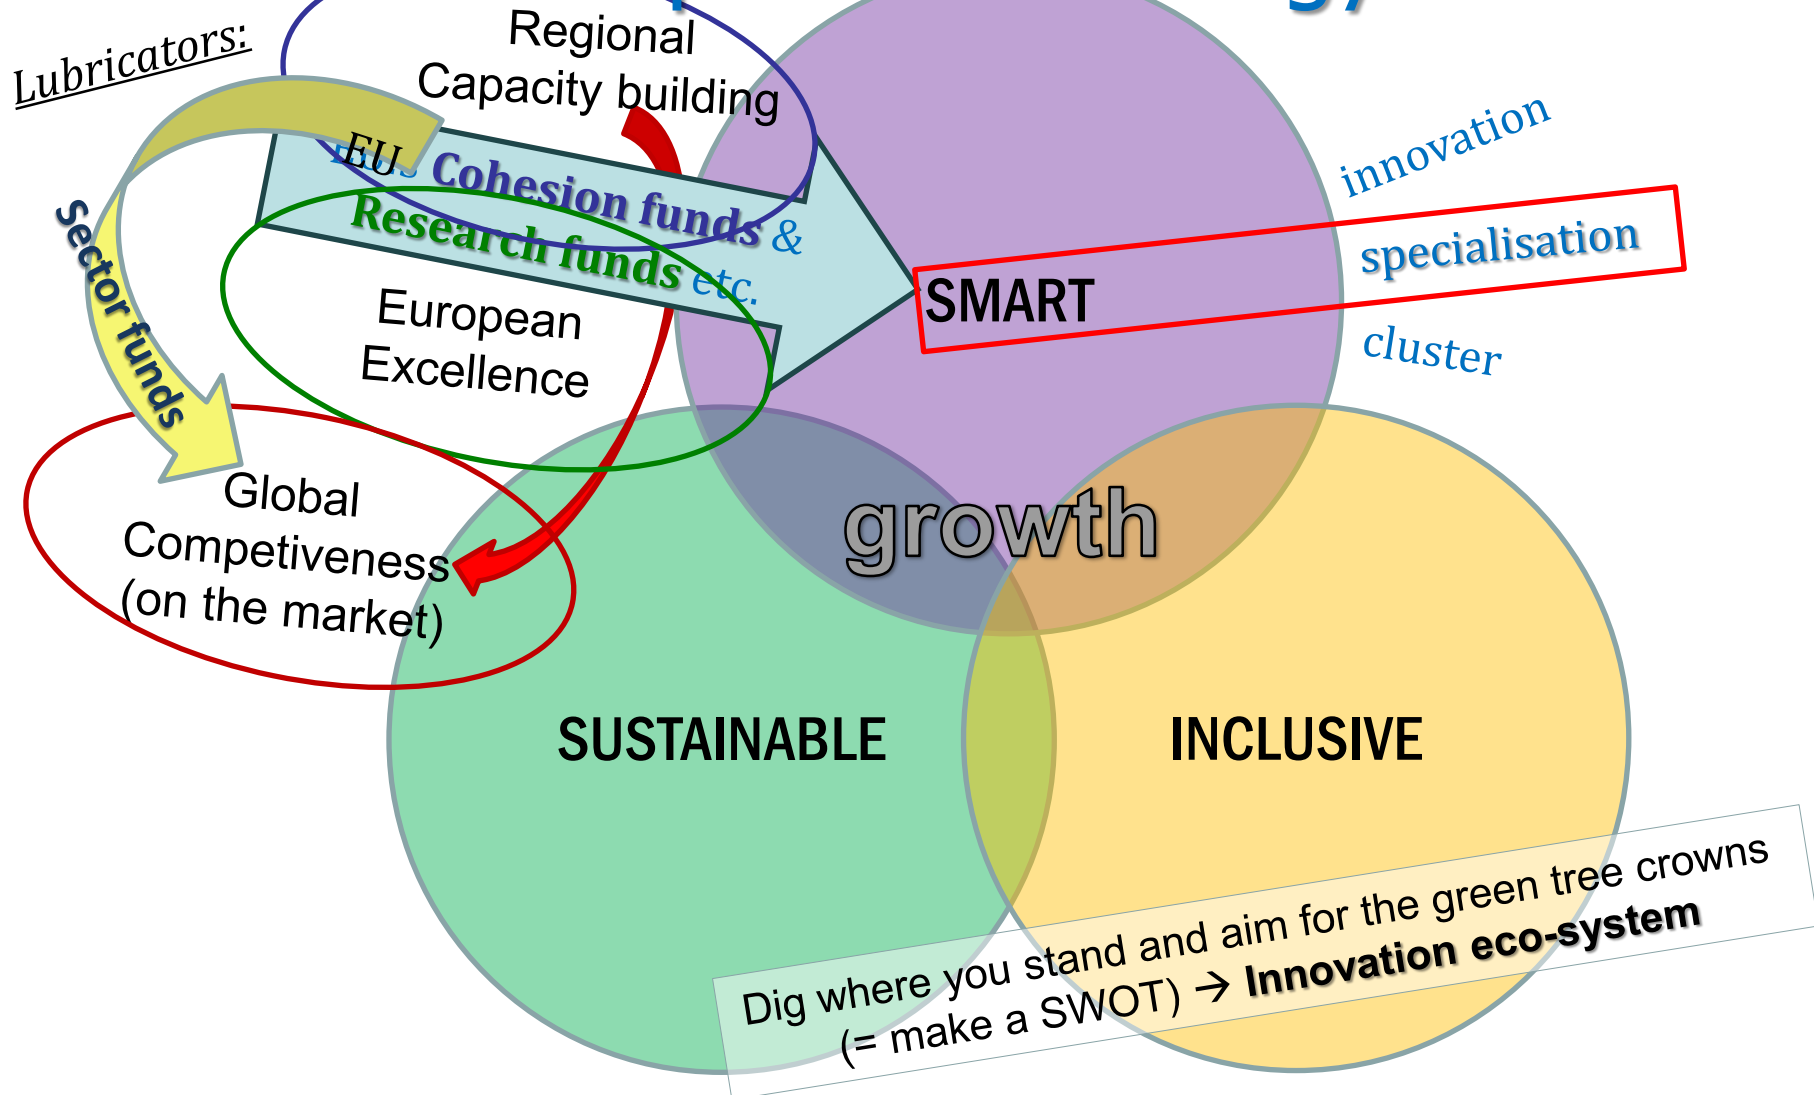 Lubricators:
Regional
Capacity building
EU
Cohesion funds &
Research funds etc.
Sector funds
European
Excellence
Global
Competiveness
(on the market)
innovation
specialisation
cluster
SMART
growth
SUSTAINABLE
INCLUSIVE
Dig where you stand and aim for the green tree crowns
(= make a SWOT) → Innovation eco-system